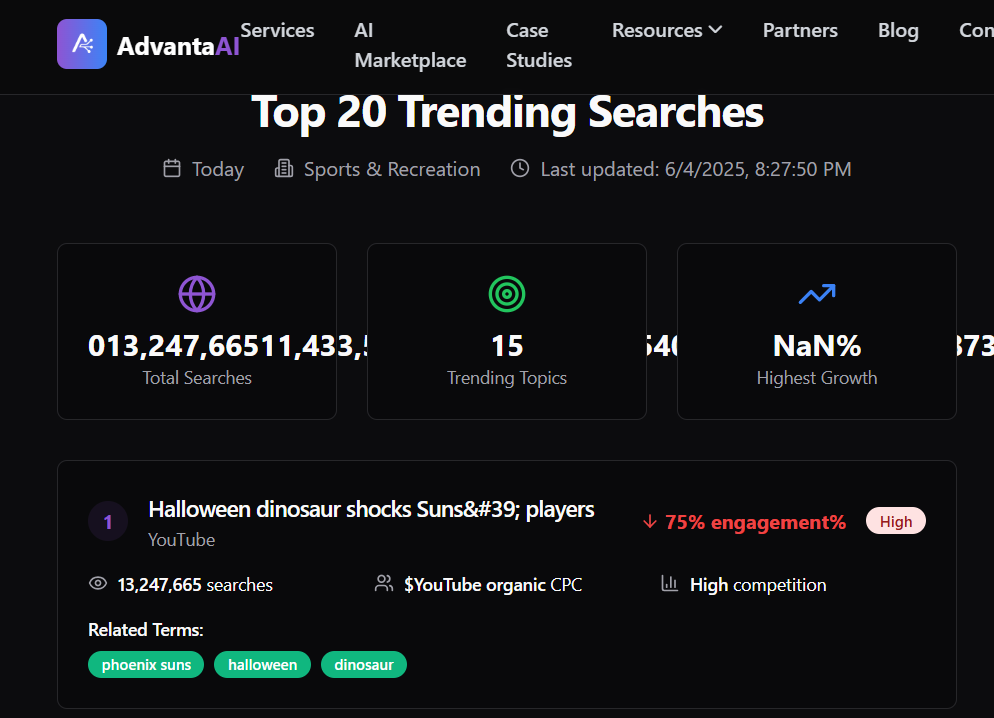 AdvantaAI
Services
AI Marketplace
Case Studies
Resources
Partners
Blog
Con
Top 20 Trending Searches
Today
Sports & Recreation
Last updated: 6/4/2025, 8:27:50 PM
013,247,66511,433,5
Total Searches
15
Trending Topics
540
NaN%
Highest Growth
373
1
Halloween dinosaur shocks Suns&#39; players
YouTube
↓ 75% engagement%
High
13,247,665 searches
$YouTube organic CPC
High competition
Related Terms:
phoenix suns
halloween
dinosaur